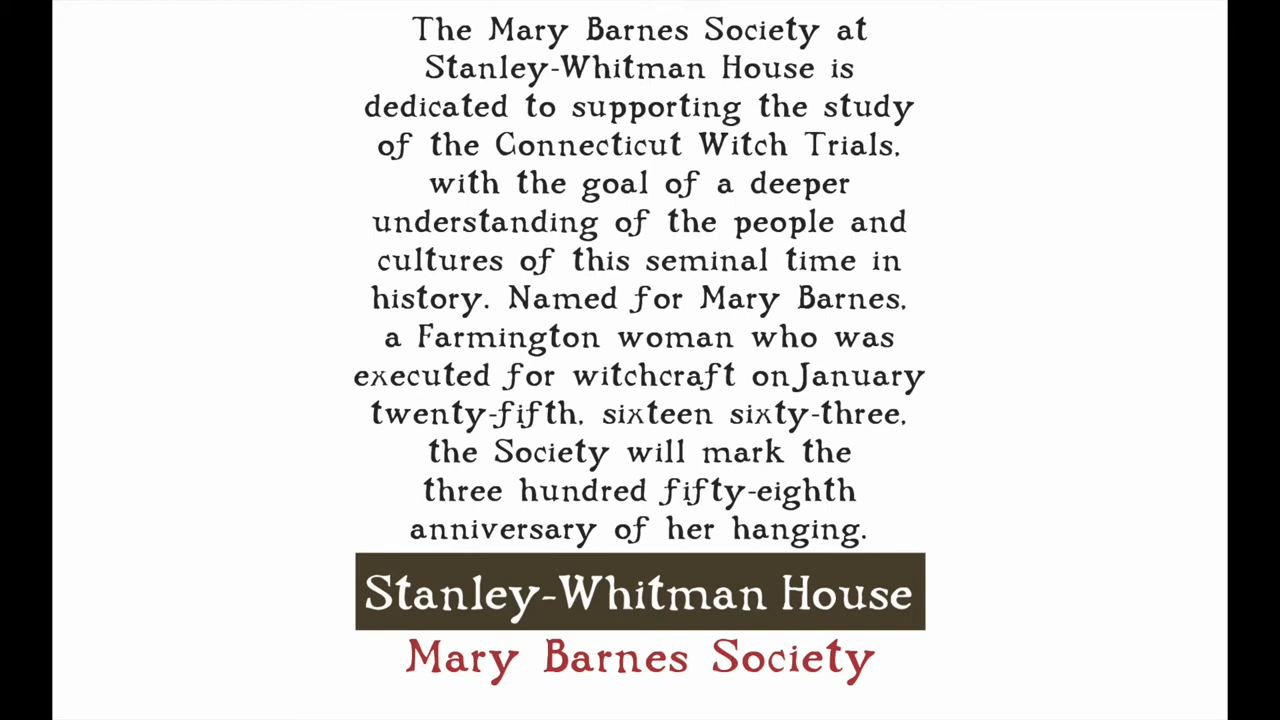 The Mary Barnes Society at
Stanley-Whitman House is
dedicated to supporting the study
of the Connecticut Witch Trials,
with the goal of a deeper
understanding of the people and
cultures of this seminal time in
history. Named for Mary Barnes,
a Farmington woman who was
executed for witchcraft on January
twenty-fifth, sixteen sixty-three,
the Society will mark the
three hundred fifty-eighth
anniversary of her hanging.
Stanley-Whitman House
Mary Barnes Society